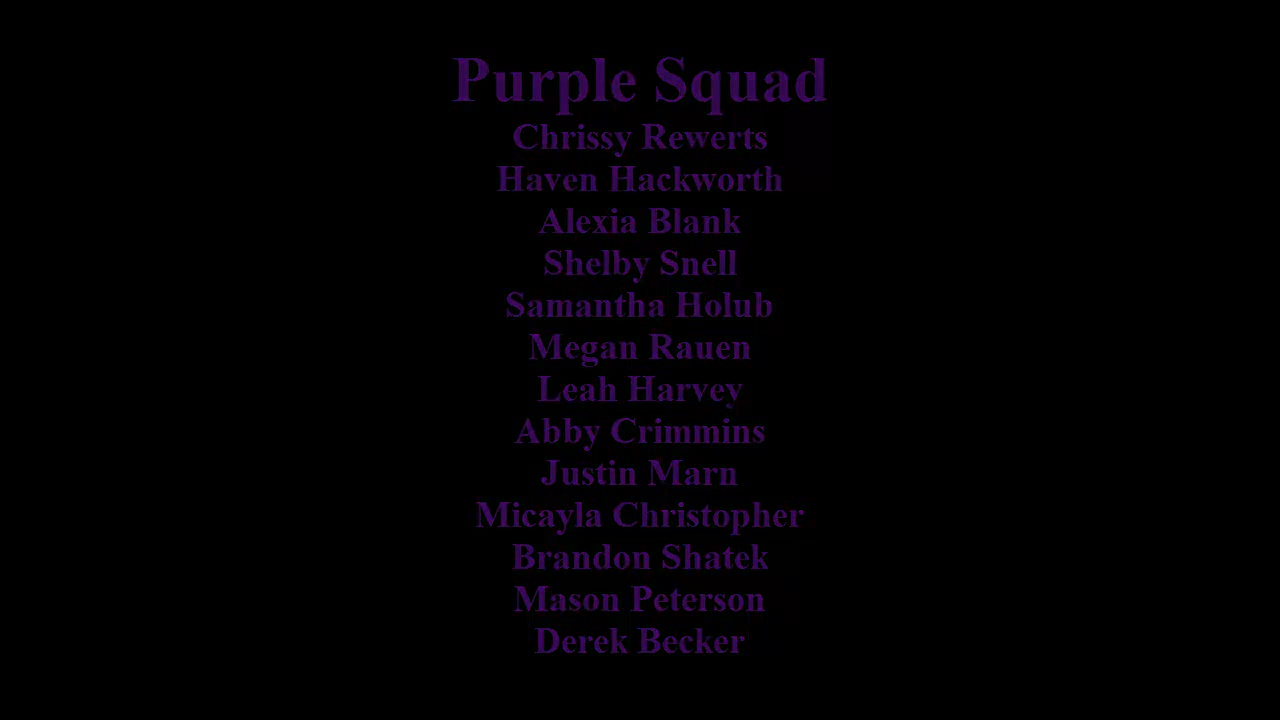 Purple Squad
Chrissy Rewerts
Haven Hackworth
Alexia Blank
Shelby Snell
Samantha Holub
Megan Rauen
Leah Harvey
Abby Crimmins
Justin Marn
Micayla Christopher
Brandon Shatek
Mason Peterson
Derek Becker